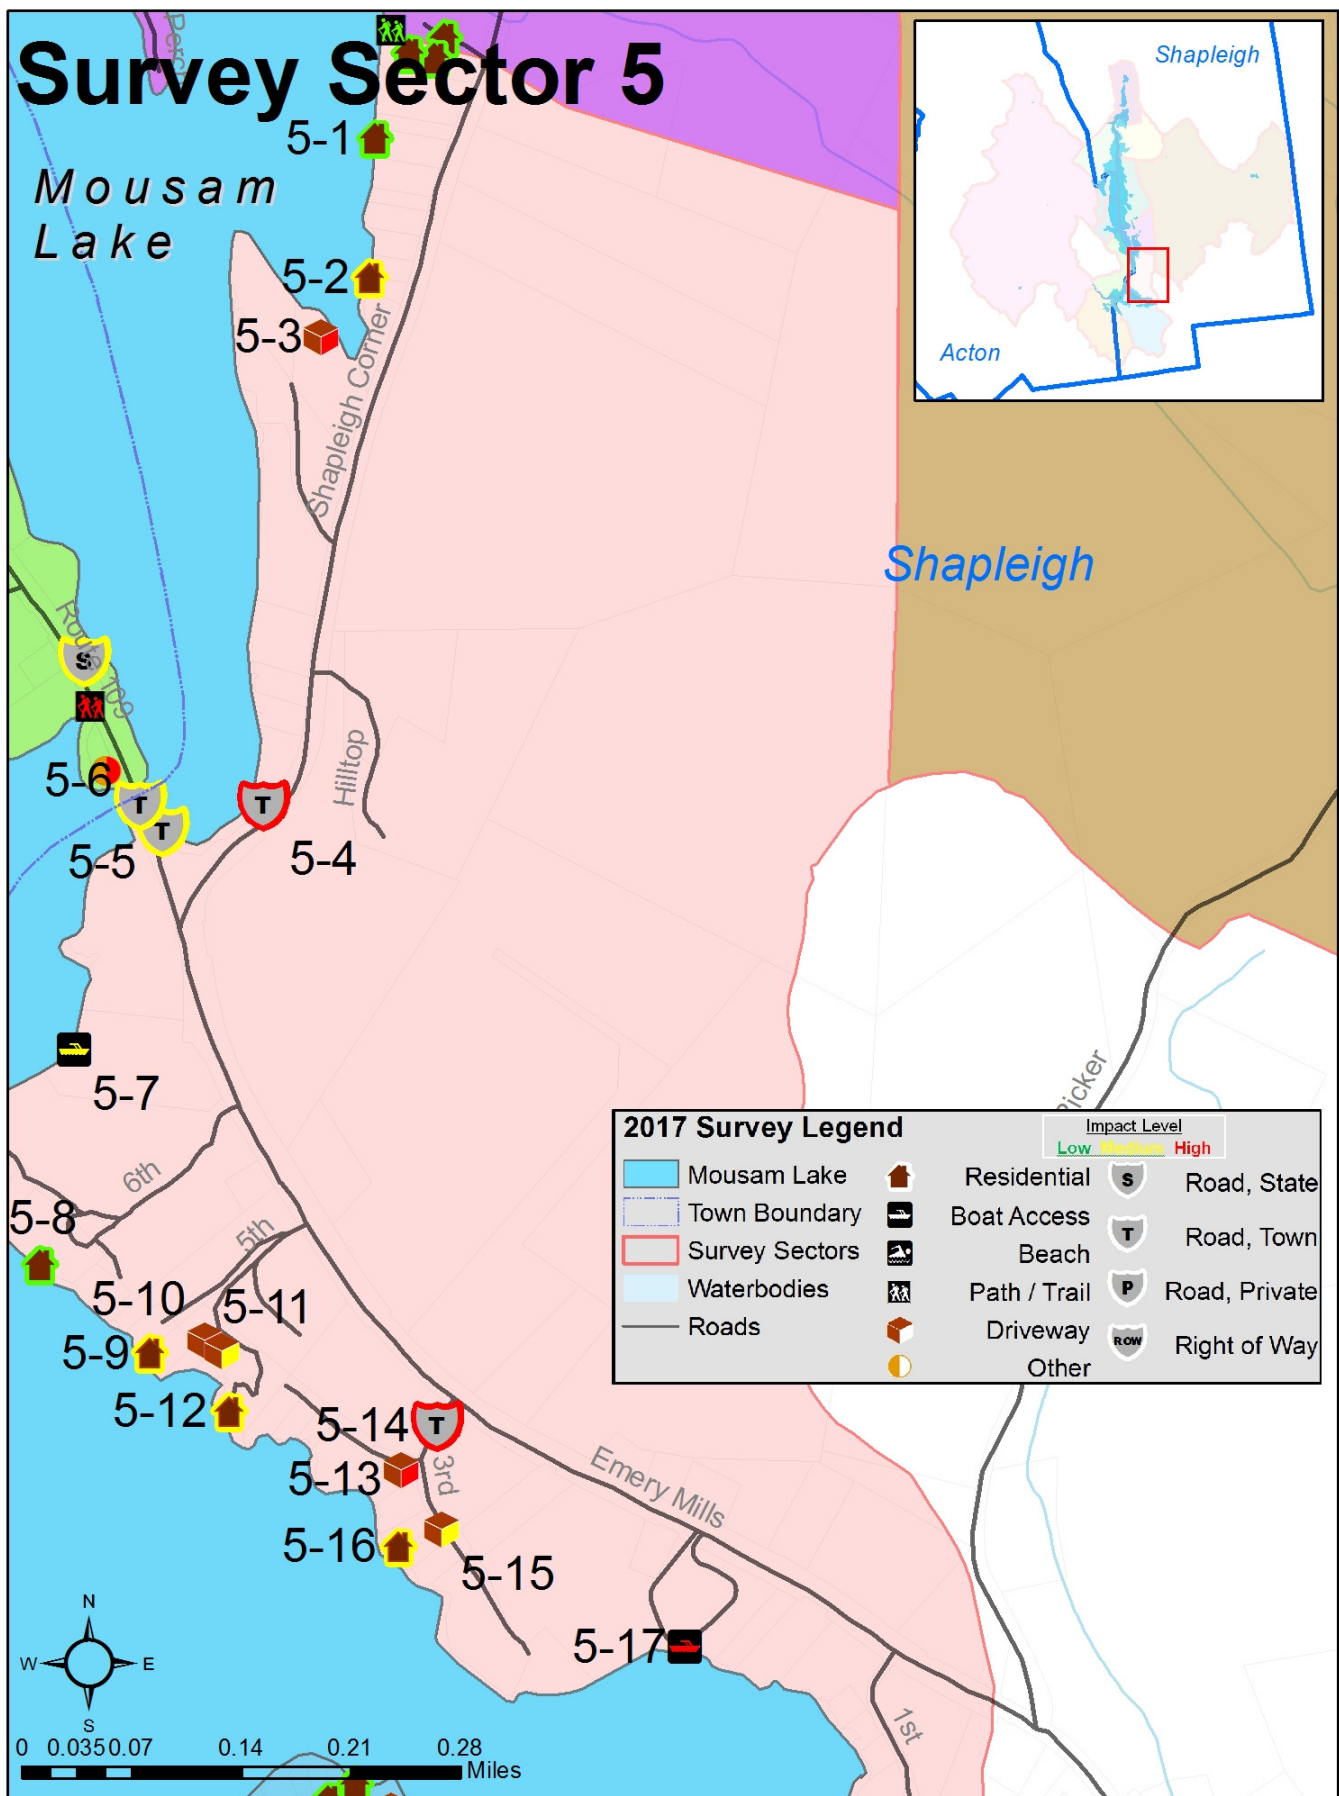 Survey Sector 5
Shapleigh
Acton
5-1
Mousam
Lake
5-2
5-3
Shapleigh Corner
Shapleigh
Route 109
S
5-6
T
T
T
5-5
5-4
Hilltop
5-7
6th
5th
5-8
5-10
5-11
5-9
5-12
5-14
T
5-13
3rd
5-16
5-15
Emery Mills
5-17
1st
Picker
2017 Survey Legend
Impact Level
Low Medium High
Mousam Lake
Town Boundary
Survey Sectors
Waterbodies
Roads
Residential
Boat Access
Beach
Path / Trail
Driveway
Other
S Road, State
T Road, Town
P Road, Private
ROW Right of Way
N
W E
S
0 0.035 0.07 0.14 0.21 0.28
Miles